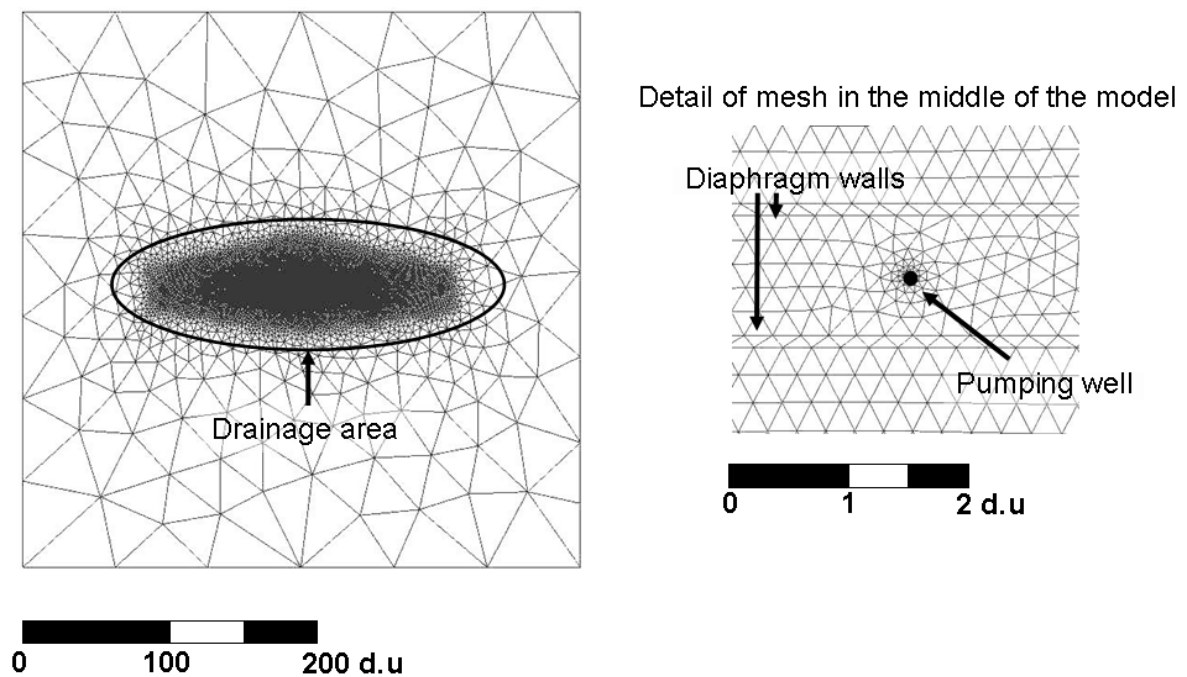 Drainage area
0 100 200 d.u
Detail of mesh in the middle of the model
Diaphragm walls
Pumping well
0 1 2 d.u